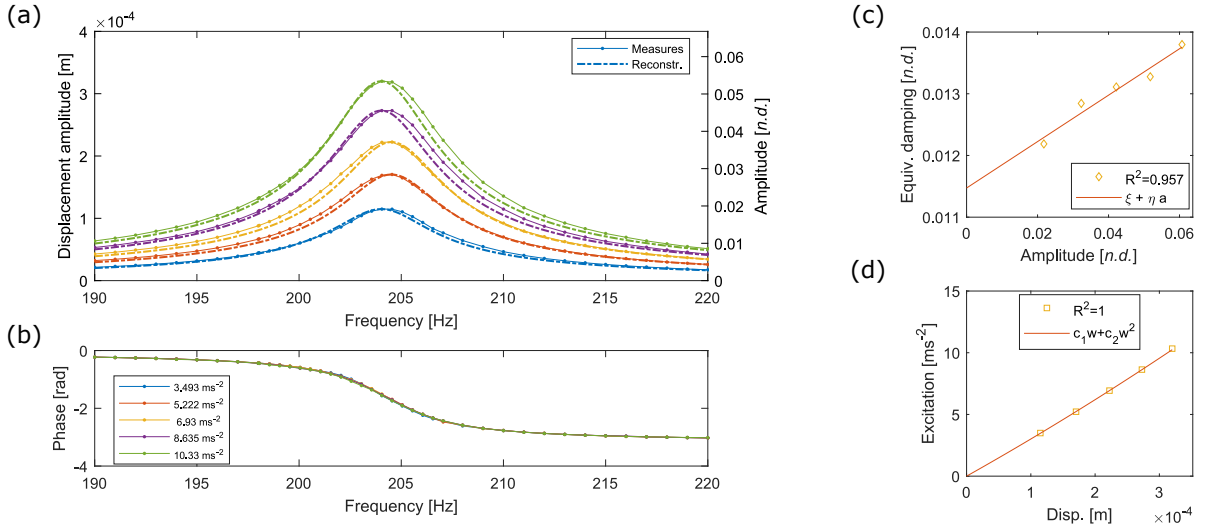 (a)
×10⁻⁴
4
3
2
1
0
Displacement amplitude [m]
0.06
0.05
0.04
0.03
0.02
0.01
0
Amplitude [n.d.]
Measures
Reconstr.
190 195 200 205 210 215 220
Frequency [Hz]
(b)
0
-2
-4
Phase [rad]
3.493 ms⁻²
5.222 ms⁻²
6.93 ms⁻²
8.635 ms⁻²
10.33 ms⁻²
190 195 200 205 210 215 220
Frequency [Hz]
(c)
0.014
0.013
0.012
0.011
Equiv. damping [n.d.]
R²=0.957
ξ + η a
0 0.02 0.04 0.06
Amplitude [n.d.]
(d)
15
10
5
0
Excitation [ms⁻²]
R²=1
c₁w+c₂w²
0 1 2 3
×10⁻⁴
Disp. [m]